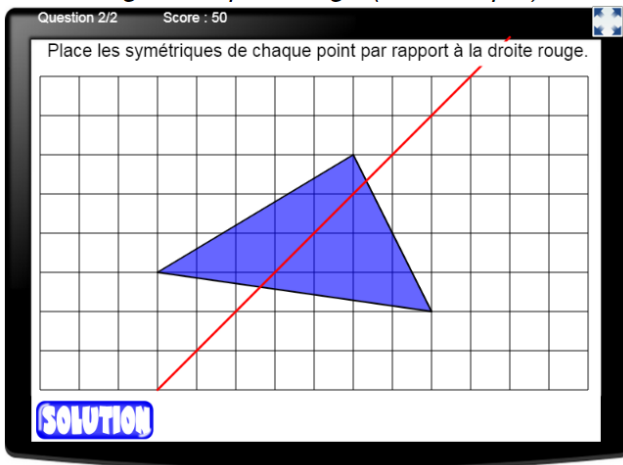 Question 2/2 Score : 50
Place les symétriques de chaque point par rapport à la droite rouge.
SOLUTION